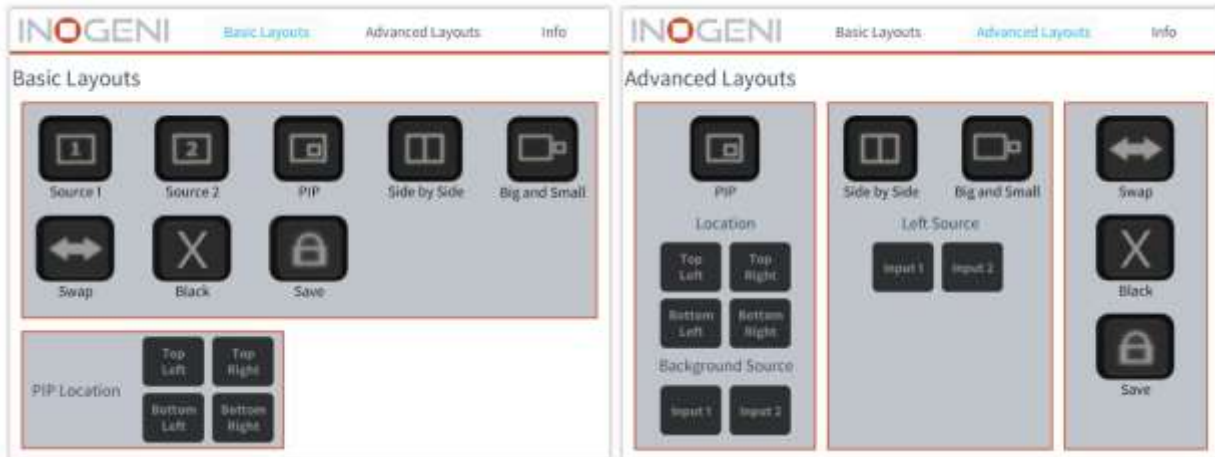 INOGENI Basic Layouts Advanced Layouts Info
Basic Layouts
1 2
Source 1 Source 2 PIP Side by Side Big and Small
X
Swap Black Save
PIP Location
Top Left
Top Right
Bottom Left
Bottom Right
INOGENI Basic Layouts Advanced Layouts Info
Advanced Layouts
PIP
Location
Top Left
Top Right
Bottom Left
Bottom Right
Background Source
Input 1 Input 2
Side by Side Big and Small
Left Source
Input 1 Input 2
Swap
X
Black
Save